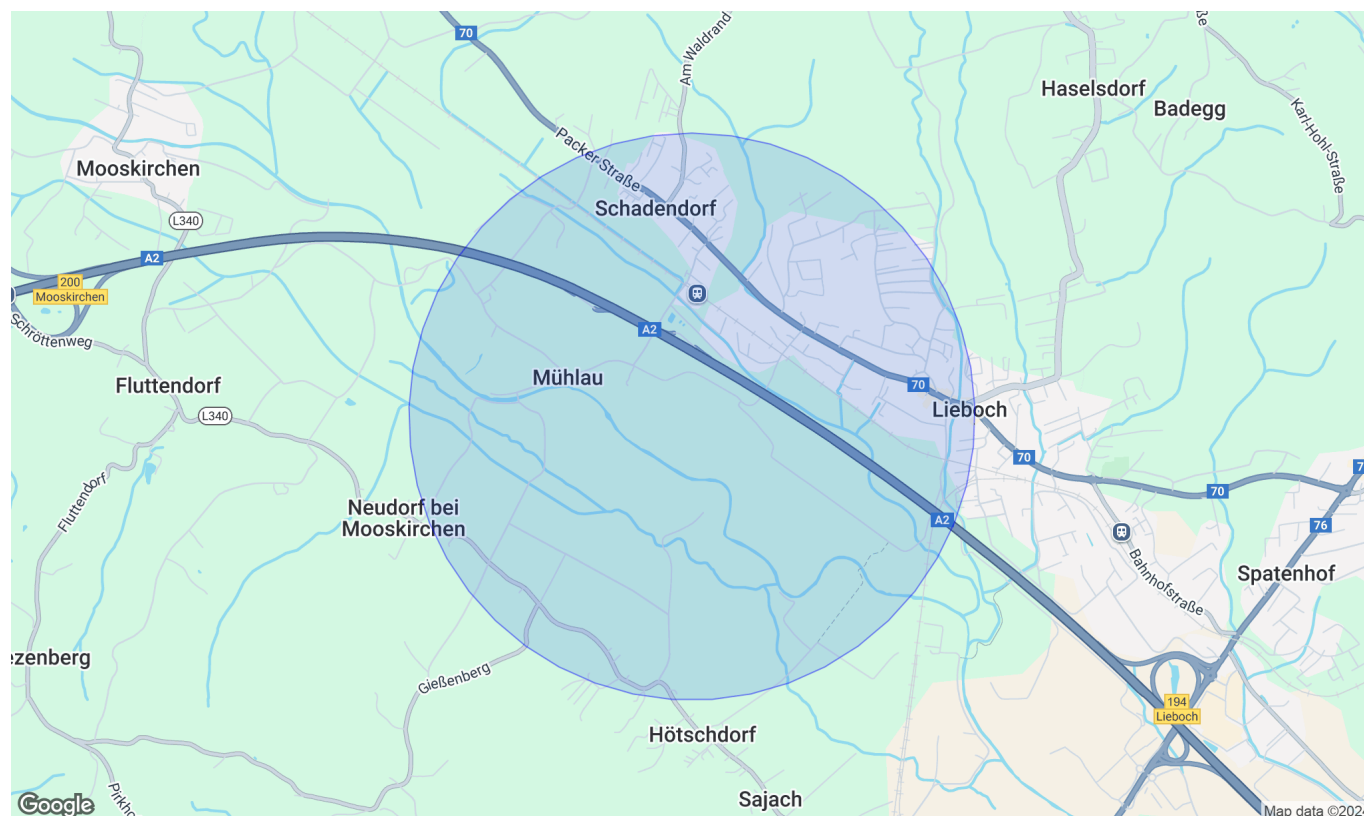 70
Am Waldrand
Haselsdorf
Badegg
Karl-Hohl-Straße
Mooskirchen
Packer-Straße
Schadendorf
L340
A2
200
Mooskirchen
Schröttenweg
A2
Mühlau
Fluttendorf
L340
70
Lieboch
70
70
76
Fluttendorf
Neudorf bei
Mooskirchen
A2
Bahnhofstraße
Spatenhof
Gießenberg
194
Lieboch
Hötschdorf
Sajach
Google
Map data ©2024